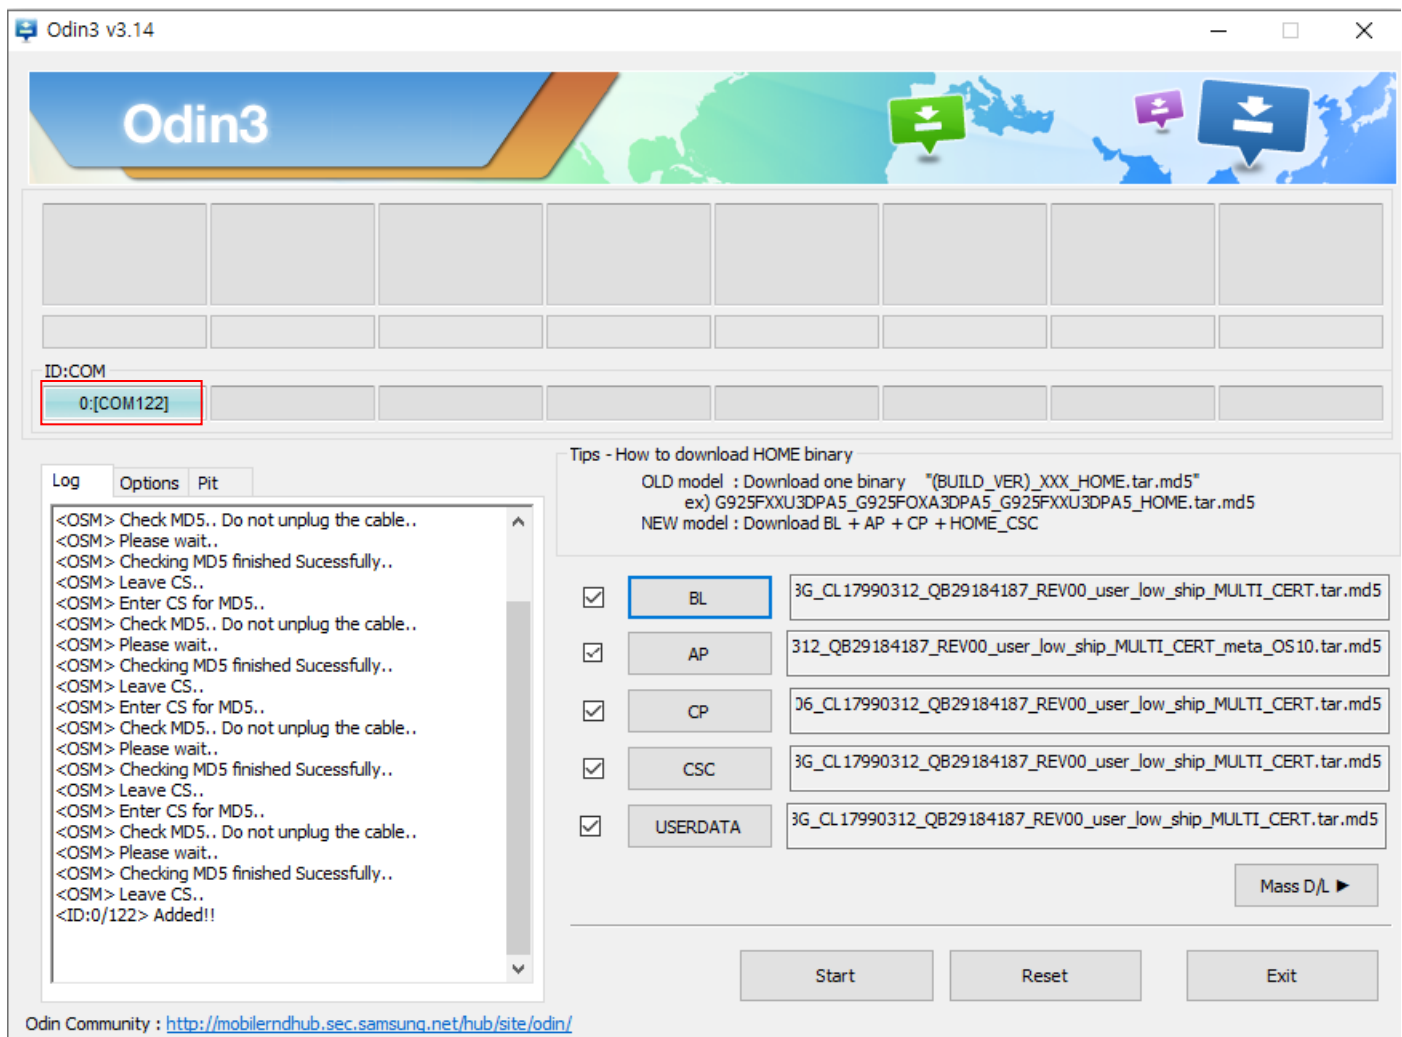 Odin3 v3.14
Odin3
ID:COM
0:[COM122]
Log
Options
Pit
<OSM> Check MD5.. Do not unplug the cable..
<OSM> Please wait..
<OSM> Checking MD5 finished Sucessfully..
<OSM> Leave CS..
<OSM> Enter CS for MD5..
<OSM> Check MD5.. Do not unplug the cable..
<OSM> Please wait..
<OSM> Checking MD5 finished Sucessfully..
<OSM> Leave CS..
<OSM> Enter CS for MD5..
<OSM> Check MD5.. Do not unplug the cable..
<OSM> Please wait..
<OSM> Checking MD5 finished Sucessfully..
<OSM> Leave CS..
<OSM> Enter CS for MD5..
<OSM> Check MD5.. Do not unplug the cable..
<OSM> Please wait..
<OSM> Checking MD5 finished Sucessfully..
<OSM> Leave CS..
<ID:0/122> Added!!
Tips - How to download HOME binary
OLD model : Download one binary "(BUILD_VER)_XXX_HOME.tar.md5"
ex) G925FXXU3DPA5_G925FOXA3DPA5_G925FXXU3DPA5_HOME.tar.md5
NEW model : Download BL + AP + CP + HOME_CSC
BL
3G_CL17990312_QB29184187_REV00_user_low_ship_MULTI_CERT.tar.md5
AP
312_QB29184187_REV00_user_low_ship_MULTI_CERT_meta_OS10.tar.md5
CP
06_CL17990312_QB29184187_REV00_user_low_ship_MULTI_CERT.tar.md5
CSC
3G_CL17990312_QB29184187_REV00_user_low_ship_MULTI_CERT.tar.md5
USERDATA
3G_CL17990312_QB29184187_REV00_user_low_ship_MULTI_CERT.tar.md5
Mass D/L ►
Start
Reset
Exit
Odin Community : http://mobilerndhub.sec.samsung.net/hub/site/odin/